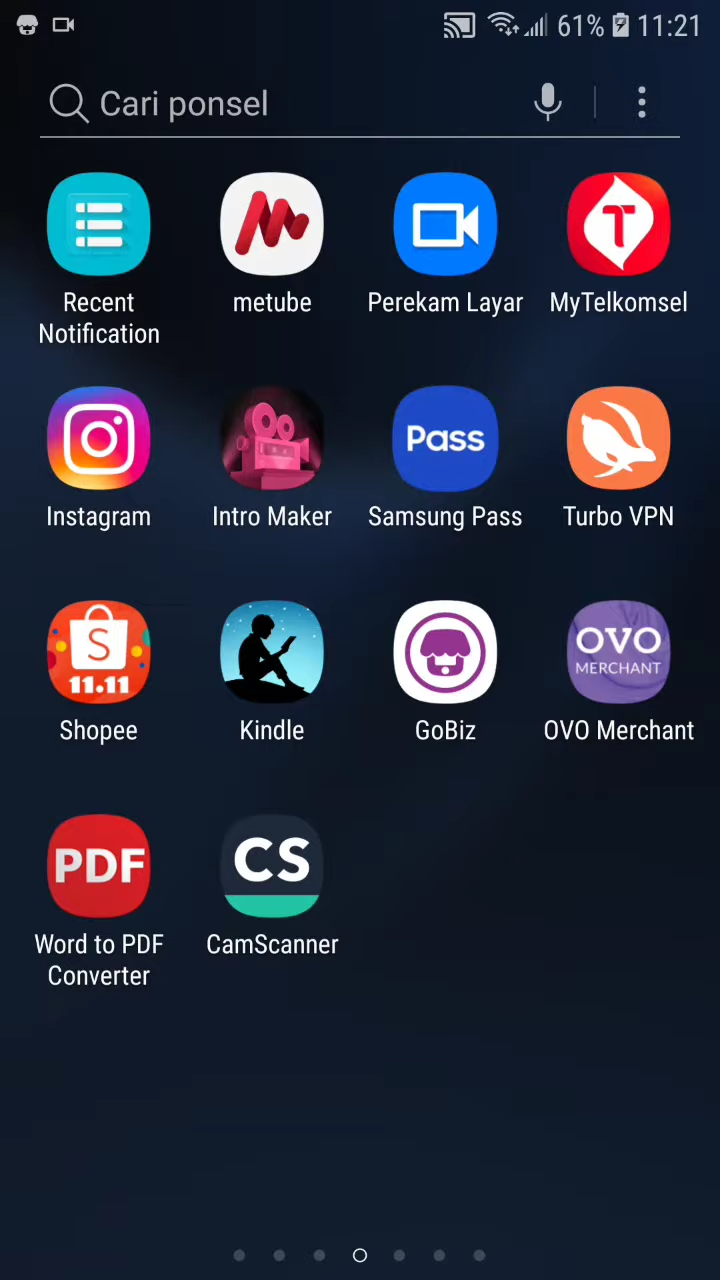 61% 11:21
Cari ponsel
Recent
Notification
metube
Perekam Layar
T
MyTelkomsel
Instagram
Intro Maker
Pass
Samsung Pass
Turbo VPN
S
11.11
Shopee
Kindle
GoBiz
OVO
MERCHANT
OVO Merchant
PDF
Word to PDF
Converter
CS
CamScanner